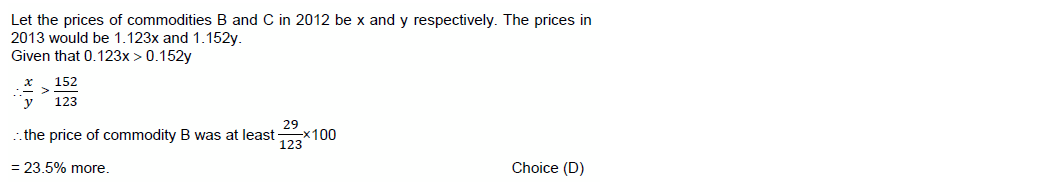 Let the prices of commodities B and C in 2012 be x and y respectively. The prices in
2013 would be 1.123x and 1.152y.
Given that 0.123x > 0.152y
∴ x/y > 152/123
∴ the price of commodity B was at least 29/123 × 100
= 23.5% more. Choice (D)